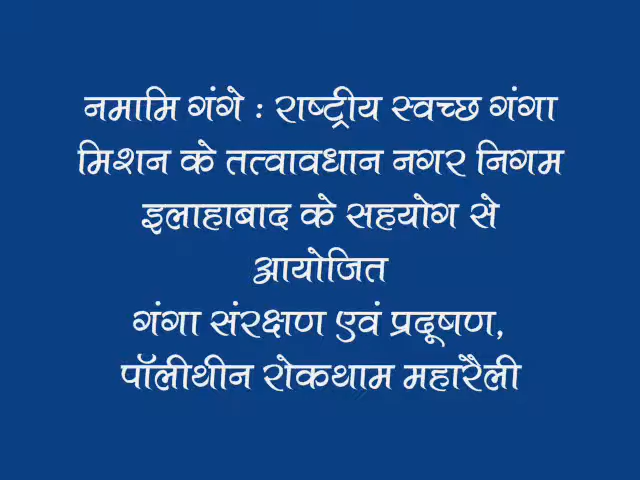 नमामि गंगे : राष्ट्रीय स्वच्छ गंगा
मिशन के तत्वावधान नगर निगम
इलाहाबाद के सहयोग से
आयोजित
गंगा संरक्षण एवं प्रदूषण,
पॉलीथीन रोकथाम महारैली